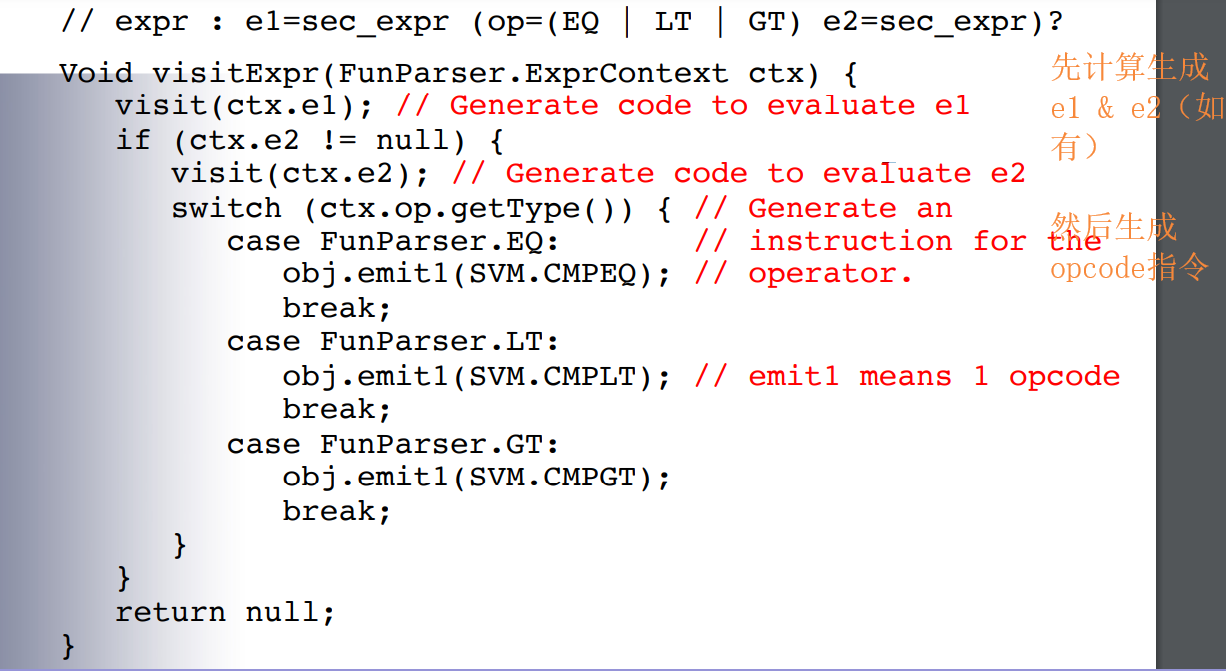 // expr : e1=sec_expr (op=(EQ | LT | GT) e2=sec_expr)?
Void visitExpr(FunParser.ExprContext ctx) {
visit(ctx.e1); // Generate code to evaluate e1
if (ctx.e2 != null) {
visit(ctx.e2); // Generate code to evaluate e2
switch (ctx.op.getType()) { // Generate an
case FunParser.EQ: // instruction for the
obj.emit1(SVM.CMPEQ); // operator.
break;
case FunParser.LT:
obj.emit1(SVM.CMPLT); // emit1 means 1 opcode
break;
case FunParser.GT:
obj.emit1(SVM.CMPGT);
break;
}
}
return null;
}
先计算生成
e1 & e2（如
有）
然后生成
opcode指令